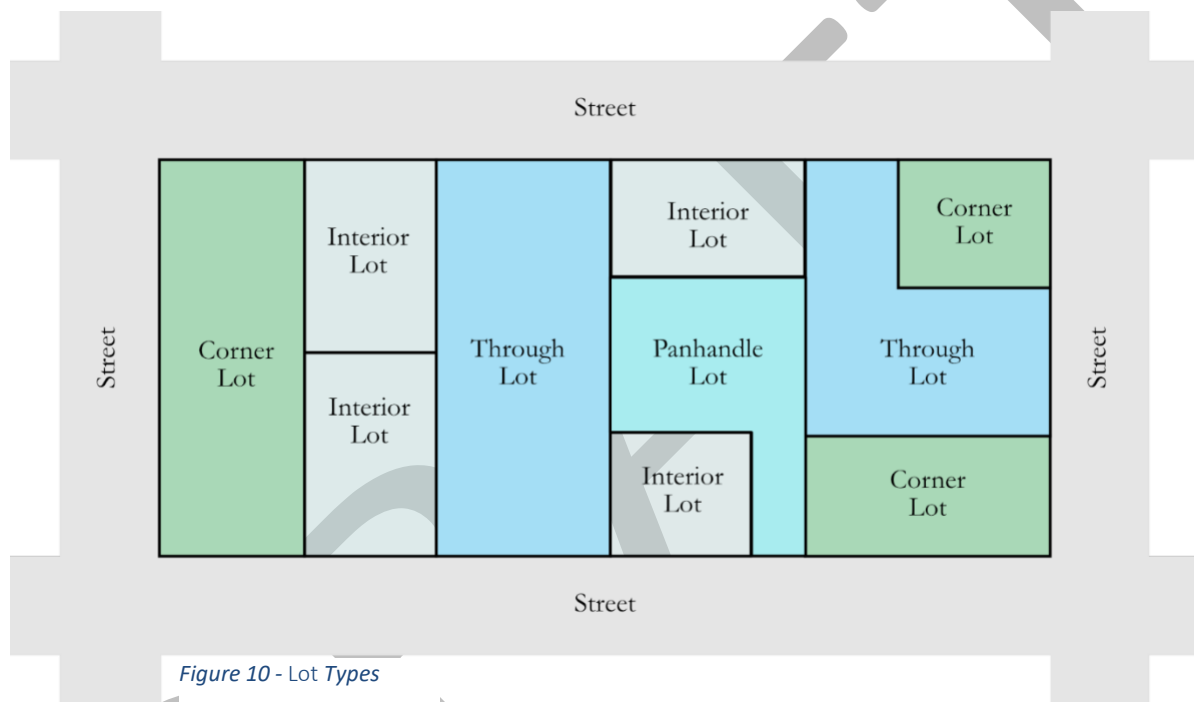 Street
Interior
Lot
Corner
Lot
Interior
Lot
Street
Corner
Lot
Through
Lot
Panhandle
Lot
Through
Lot
Street
Interior
Lot
Interior
Lot
Corner
Lot
Street
Figure 10 - Lot Types